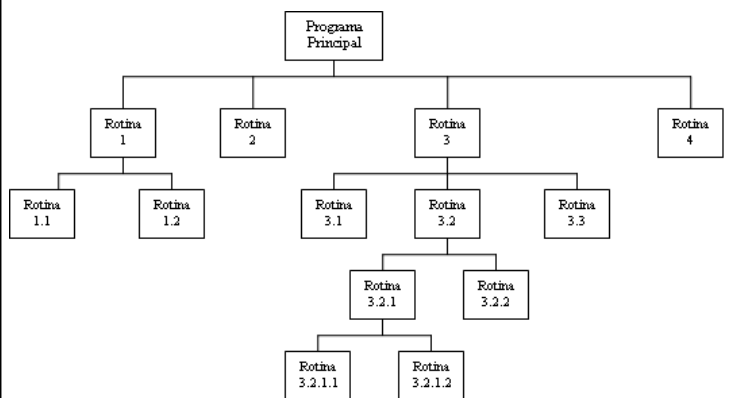 Programa
Principal
Rotina
1
Rotina
2
Rotina
3
Rotina
4
Rotina
1.1
Rotina
1.2
Rotina
3.1
Rotina
3.2
Rotina
3.3
Rotina
3.2.1
Rotina
3.2.2
Rotina
3.2.1.1
Rotina
3.2.1.2